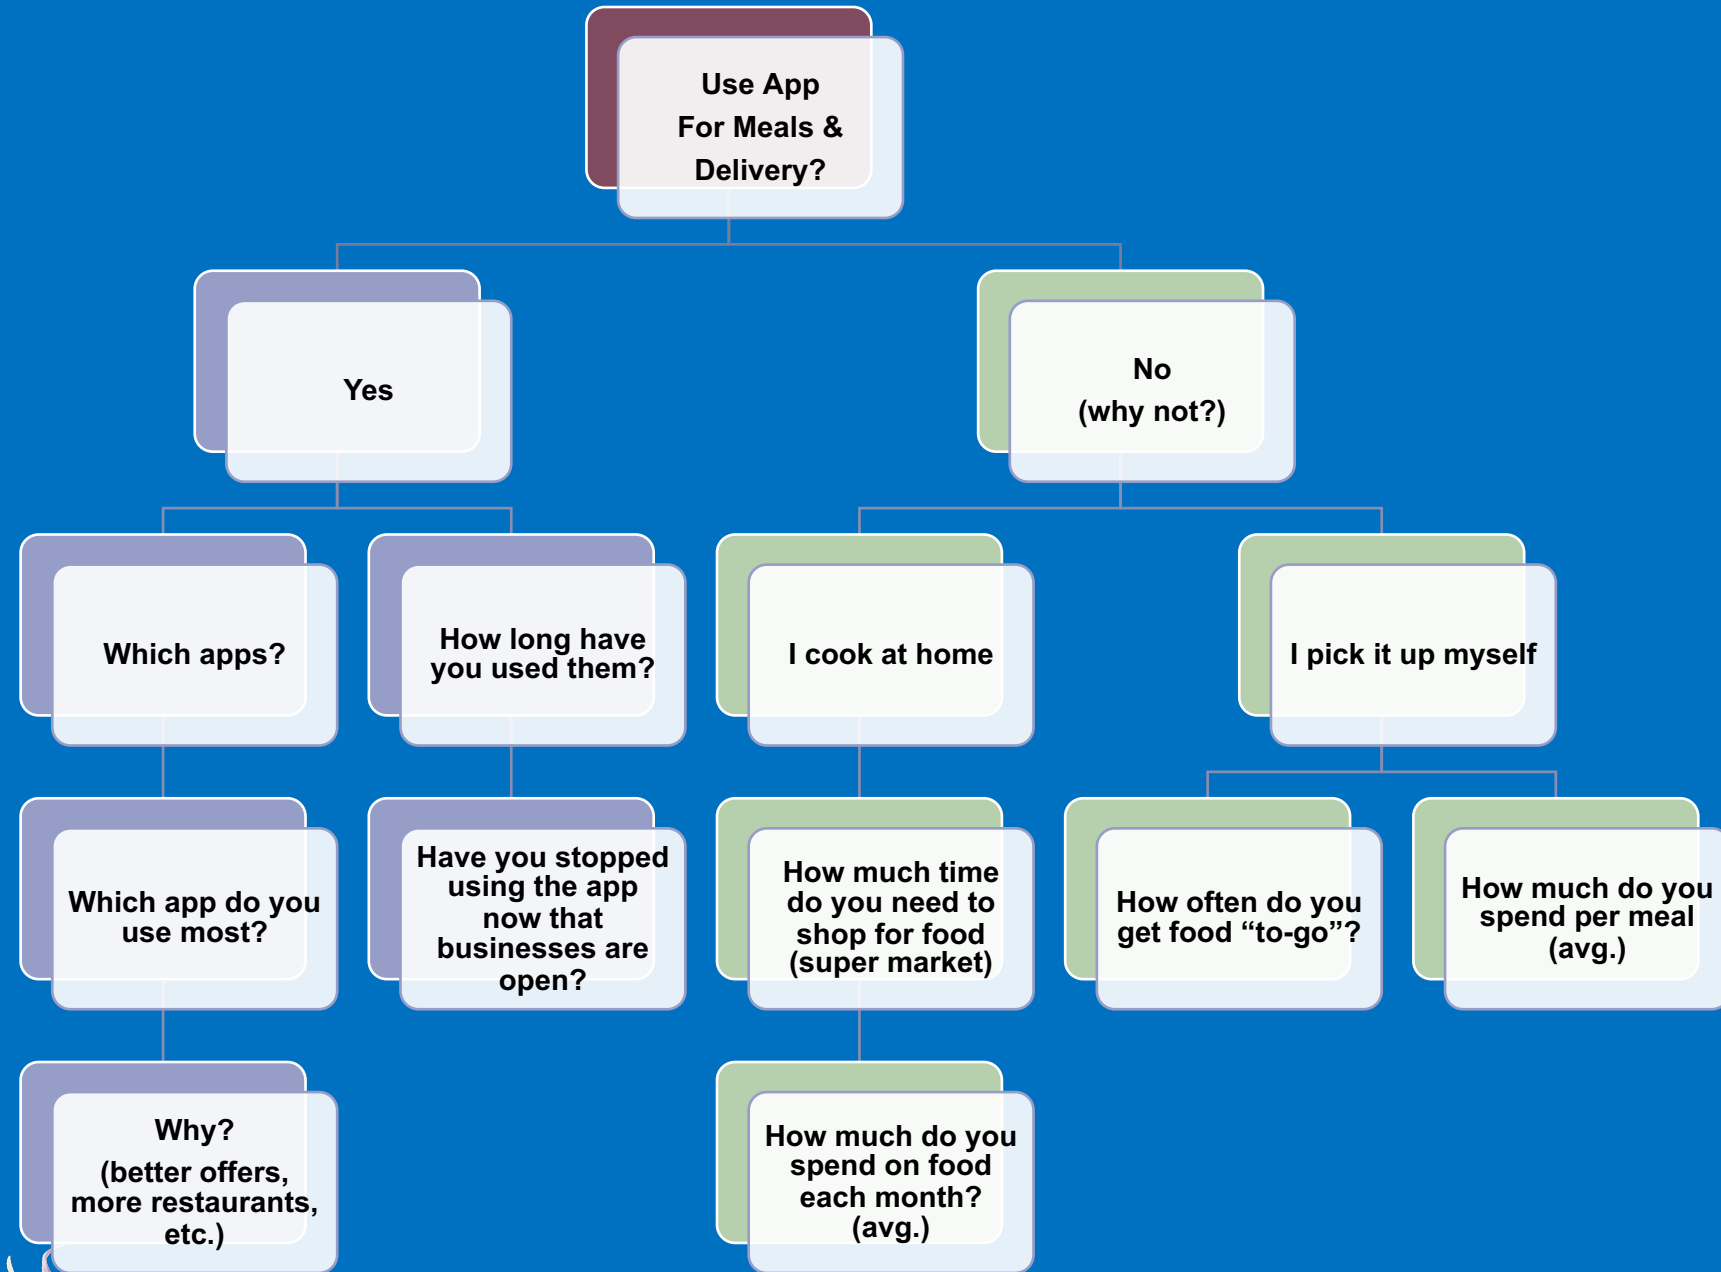 Use App
For Meals &
Delivery?
Yes
No
(why not?)
Which apps?
How long have
you used them?
I cook at home
I pick it up myself
Which app do you
use most?
Have you stopped
using the app
now that
businesses are
open?
How much time
do you need to
shop for food
(super market)
How often do you
get food “to-go”?
How much do you
spend per meal
(avg.)
Why?
(better offers,
more restaurants,
etc.)
How much do you
spend on food
each month?
(avg.)